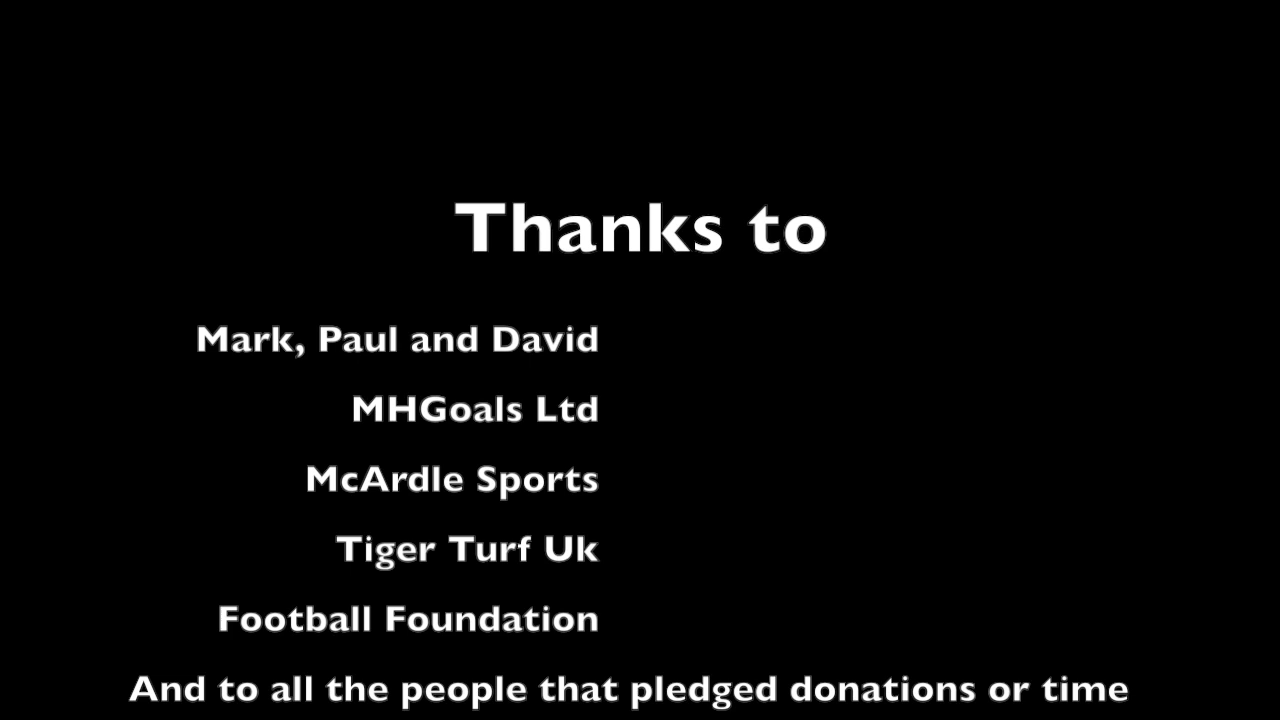 Thanks to
Mark, Paul and David
MHGoals Ltd
McArdle Sports
Tiger Turf Uk
Football Foundation
And to all the people that pledged donations or time